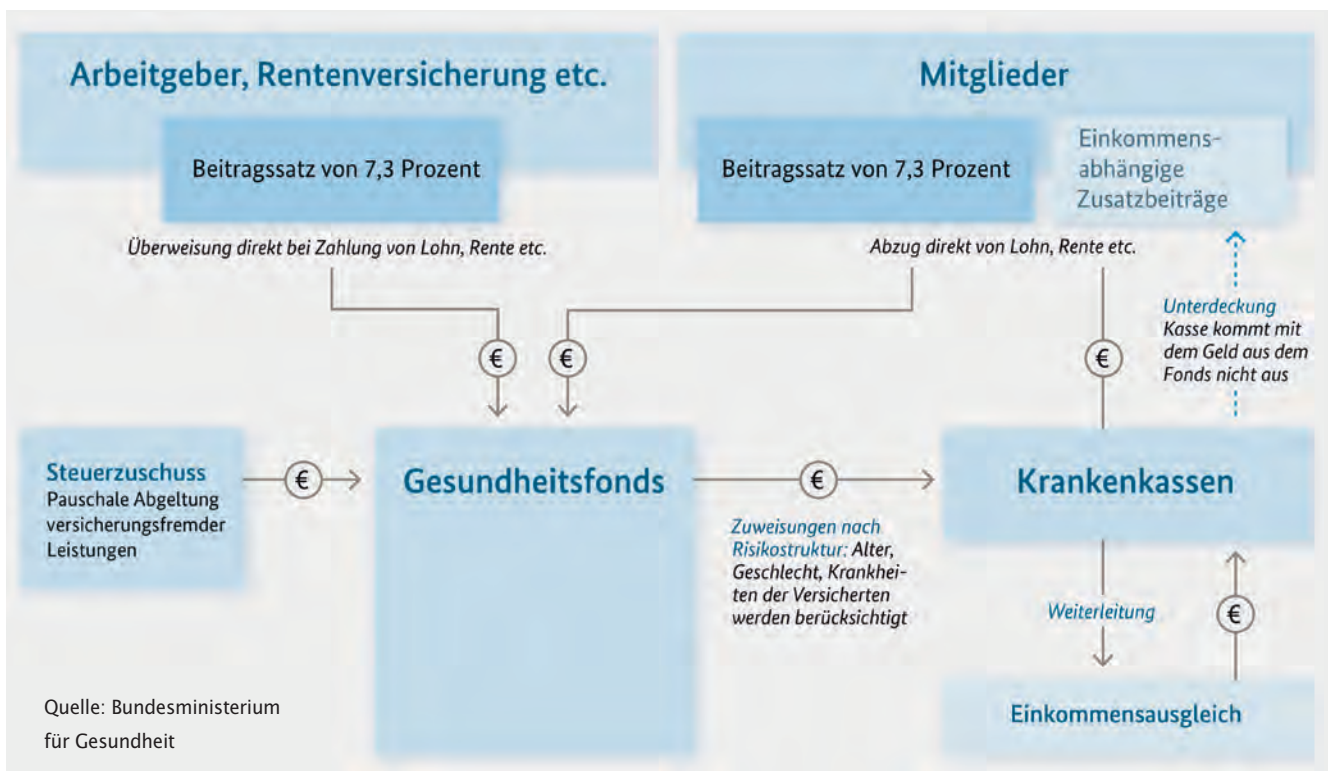 Arbeitgeber, Rentenversicherung etc.
Beitragssatz von 7,3 Prozent
Überweisung direkt bei Zahlung von Lohn, Rente etc.
Mitglieder
Beitragssatz von 7,3 Prozent
Einkommens-
abhängige
Zusatzbeiträge
Abzug direkt von Lohn, Rente etc.
€
€
€
Unterdeckung
Kasse kommt mit
dem Geld aus dem
Fonds nicht aus
Steuerzuschuss
Pauschale Abgeltung
versicherungsfremder
Leistungen
€
Gesundheitsfonds
€
Zuweisungen nach
Risikostruktur: Alter,
Geschlecht, Krankhei-
ten der Versicherten
werden berücksichtigt
Krankenkassen
Weiterleitung
€
Einkommensausgleich
Quelle: Bundesministerium
für Gesundheit